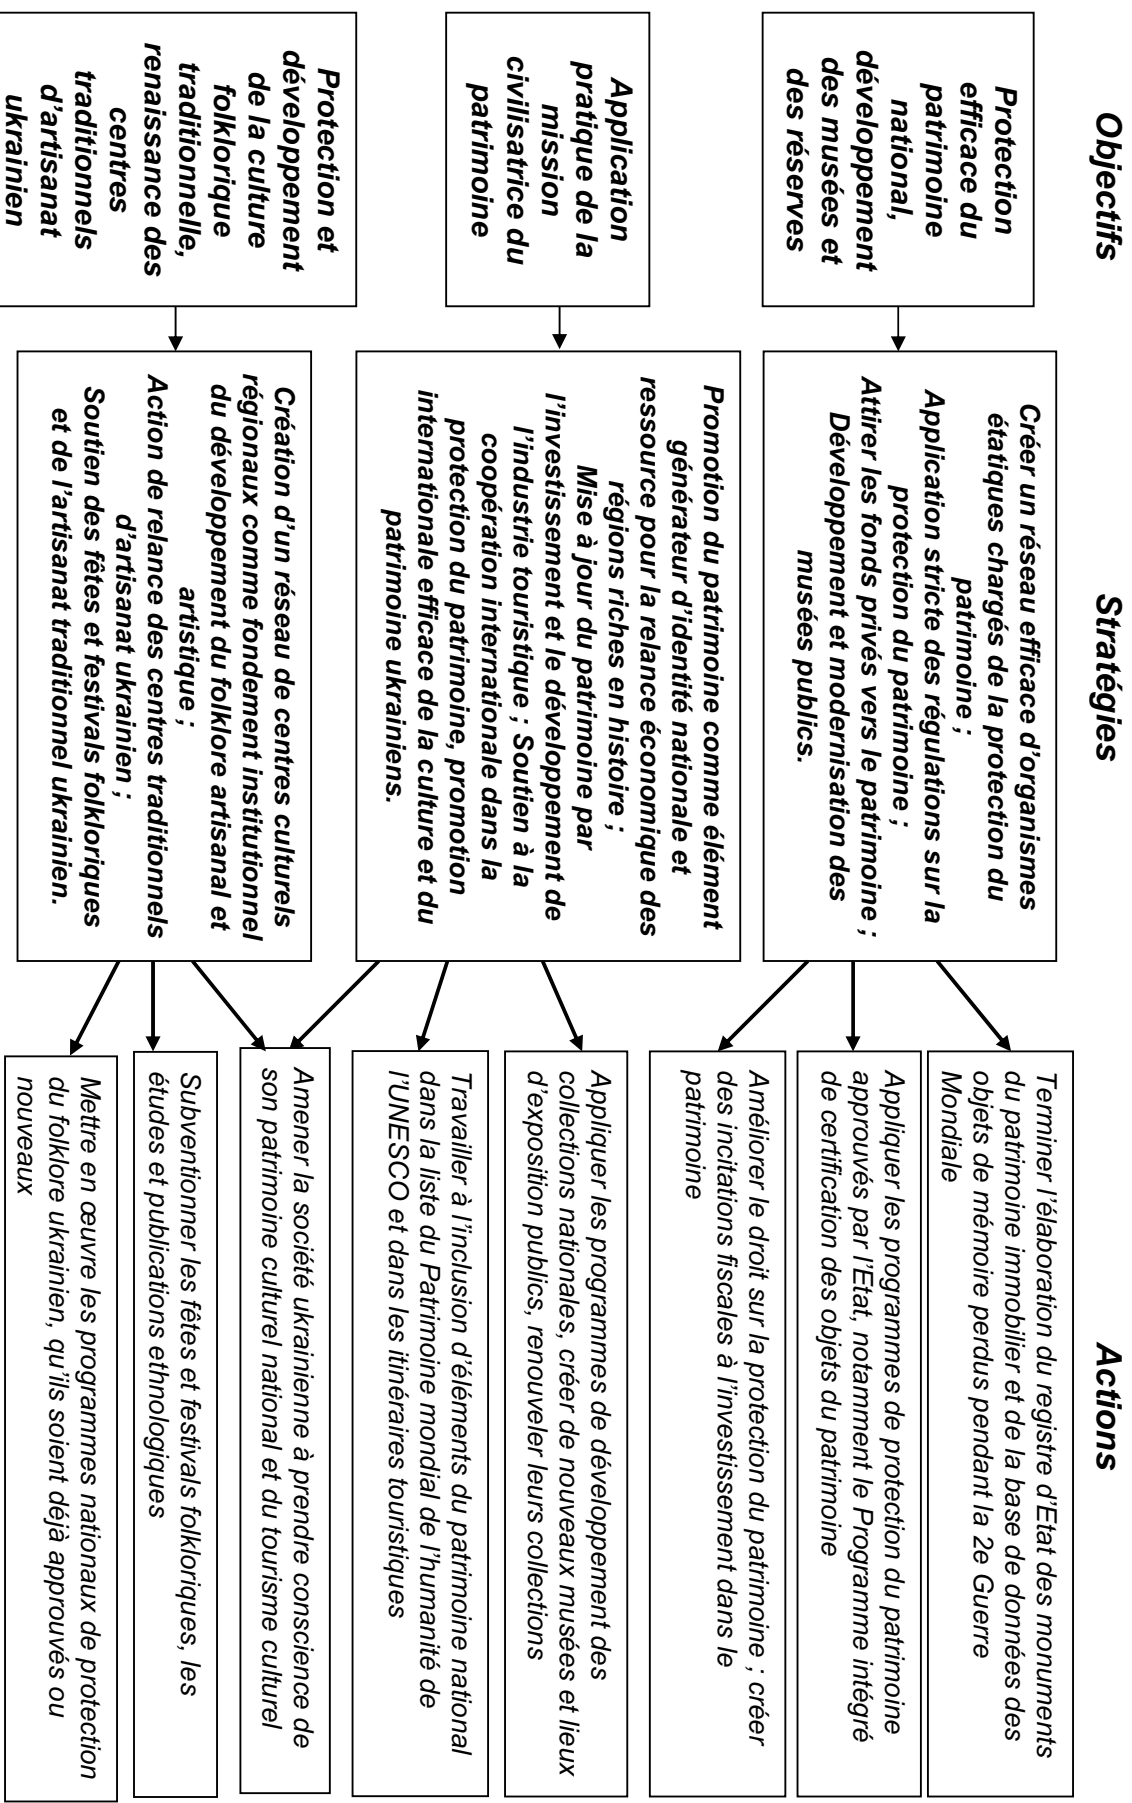 Objectifs
Stratégies
Actions
Protection
efficace du
patrimoine
national,
développement
des musées et
des réserves
Créer un réseau efficace d'organismes
étatiques chargés de la protection du
patrimoine ;
Application stricte des régulations sur la
protection du patrimoine ;
Attirer les fonds privés vers le patrimoine ;
Développement et modernisation des
musées publics.
Terminer l'élaboration du registre d'Etat des monuments
du patrimoine immobilier et de la base de données des
objets de mémoire perdus pendant la 2e Guerre
Mondiale
Appliquer les programmes de protection du patrimoine
approuvés par l'Etat, notamment le Programme intégré
de certification des objets du patrimoine
Améliorer le droit sur la protection du patrimoine ; créer
des incitations fiscales à l'investissement dans le
patrimoine
Application
pratique de la
mission
civilisatrice du
patrimoine
Promotion du patrimoine comme élément
générateur d'identité nationale et
ressource pour la relance économique des
régions riches en histoire ;
Mise à jour du patrimoine par
l'investissement et le développement de
l'industrie touristique ; Soutien à la
coopération internationale dans la
protection du patrimoine, promotion
internationale efficace de la culture et du
patrimoine ukrainiens.
Appliquer les programmes de développement des
collections nationales, créer de nouveaux musées et lieux
d'exposition publics, renouveler leurs collections
Travailler à l'inclusion d'éléments du patrimoine national
dans la liste du Patrimoine mondial de l'humanité de
l'UNESCO et dans les itinéraires touristiques
Amener la société ukrainienne à prendre conscience de
son patrimoine culturel national et du tourisme culturel
Protection et
développement
de la culture
folklorique
traditionnelle,
renaissance des
centres
traditionnels
d'artisanat
ukrainien
Création d'un réseau de centres culturels
régionaux comme fondement institutionnel
du développement du folklore artisanal et
artistique ;
Action de relance des centres traditionnels
d'artisanat ukrainien ;
Soutien des fêtes et festivals folkloriques
et de l'artisanat traditionnel ukrainien.
Subventionner les fêtes et festivals folkloriques, les
études et publications ethnologiques
Mettre en œuvre les programmes nationaux de protection
du folklore ukrainien, qu'ils soient déjà approuvés ou
nouveaux